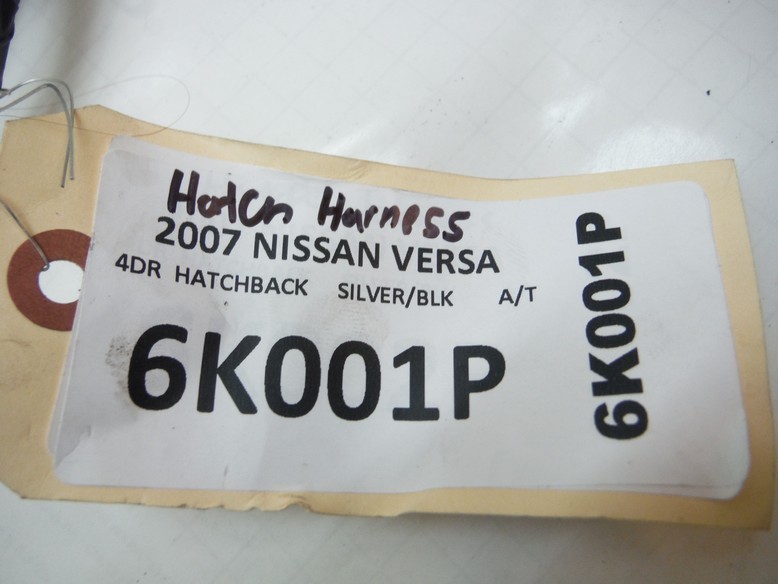 Hatch Harness
2007 NISSAN VERSA
4DR HATCHBACK SILVER/BLK A/T
6K001P
6K001P